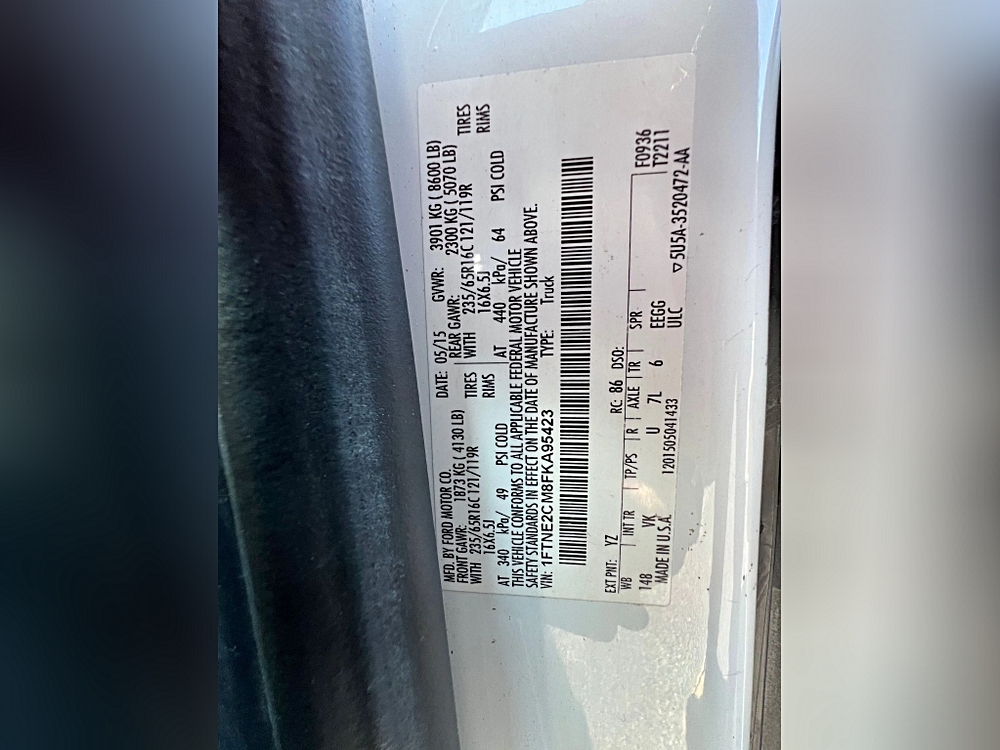 MFD. BY FORD MOTOR CO. DATE: 05/15 GVWR: 3901 KG ( 8600 LB)
FRONT GAWR: 1873 KG ( 4130 LB) REAR GAWR: 2300 KG ( 5070 LB)
WITH 235/65R16C 121/119R TIRES WITH 235/65R16C 121/119R TIRES
16X6.5J RIMS 16X6.5J RIMS
AT 340 kPa/ 49 PSI COLD AT 440 kPa/ 64 PSI COLD
THIS VEHICLE CONFORMS TO ALL APPLICABLE FEDERAL MOTOR VEHICLE
SAFETY STANDARDS IN EFFECT ON THE DATE OF MANUFACTURE SHOWN ABOVE.
VIN: 1FTNE2CM8FKA95423 TYPE: Truck
EXT PNT: YZ RC: 86 DSO:
WB INT TR TP/PS R AXLE TR SPR F0936
148 VK U 7L 6 EEGG T2211
MADE IN U.S.A. 1201505041433 ULC
▽5U5A-3520472-AA